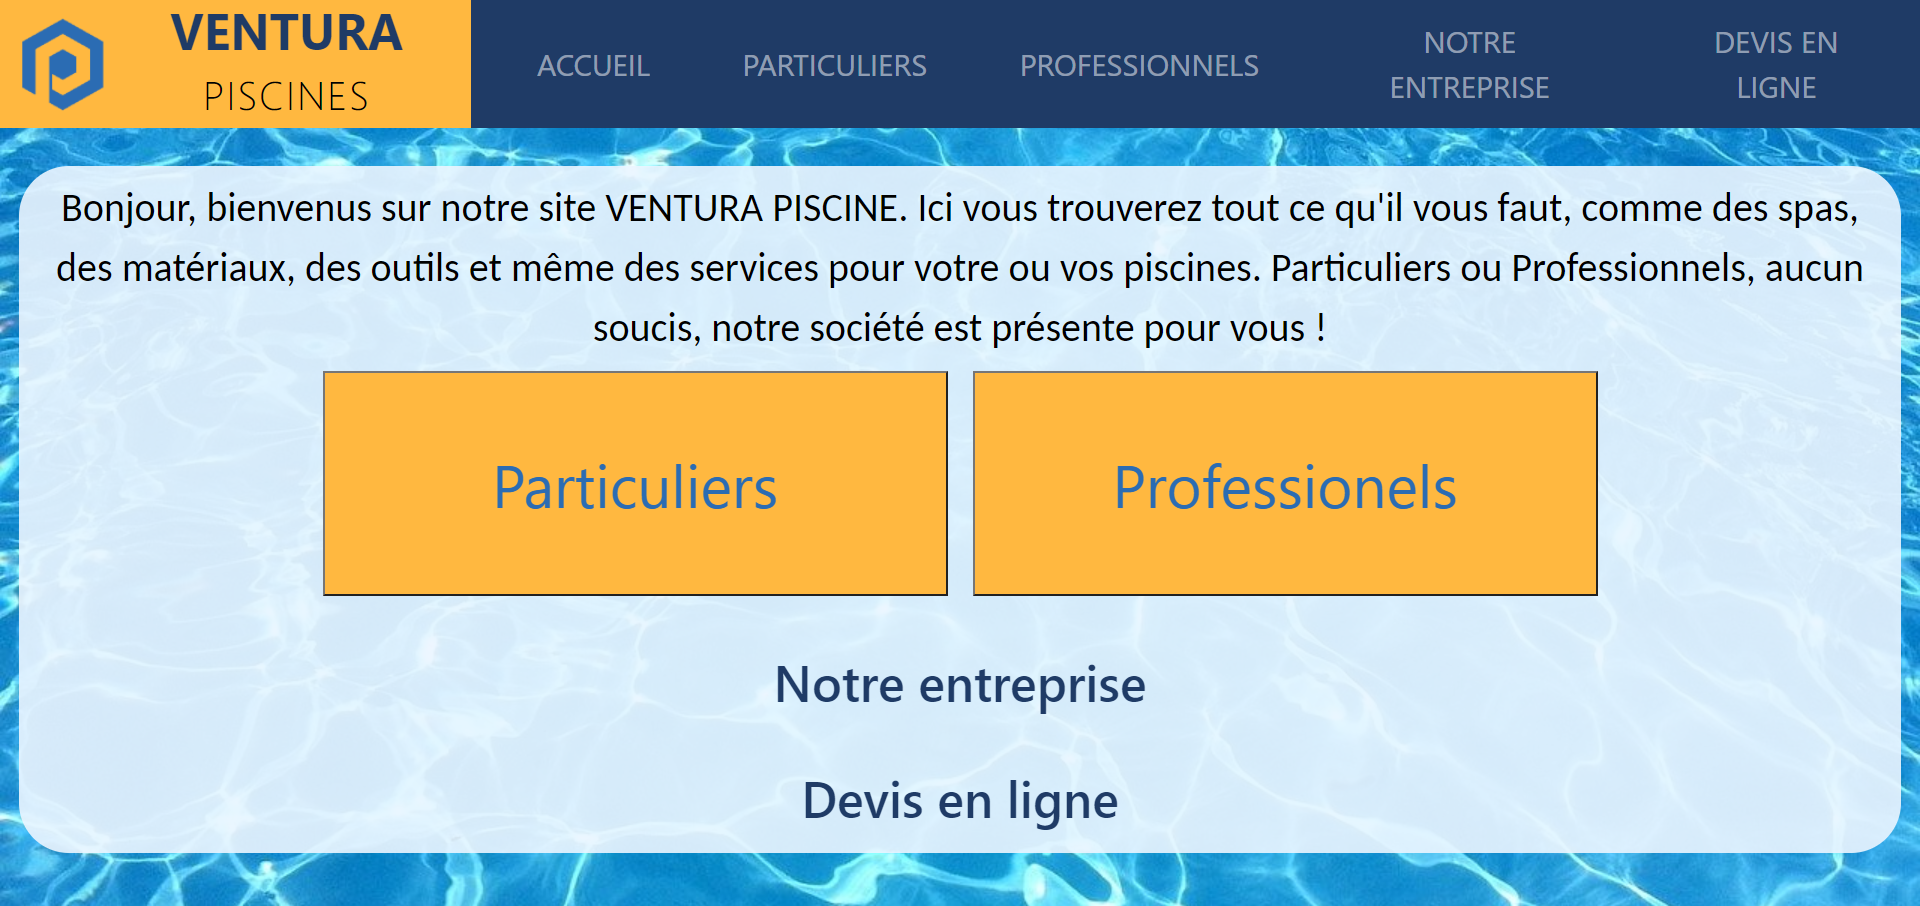 VENTURA
PISCINES
ACCUEIL
PARTICULIERS
PROFESSIONNELS
NOTRE
ENTREPRISE
DEVIS EN
LIGNE
Bonjour, bienvenus sur notre site VENTURA PISCINE. Ici vous trouverez tout ce qu'il vous faut, comme des spas,
des matériaux, des outils et même des services pour votre ou vos piscines. Particuliers ou Professionnels, aucun
soucis, notre société est présente pour vous !
Particuliers
Professionels
Notre entreprise
Devis en ligne